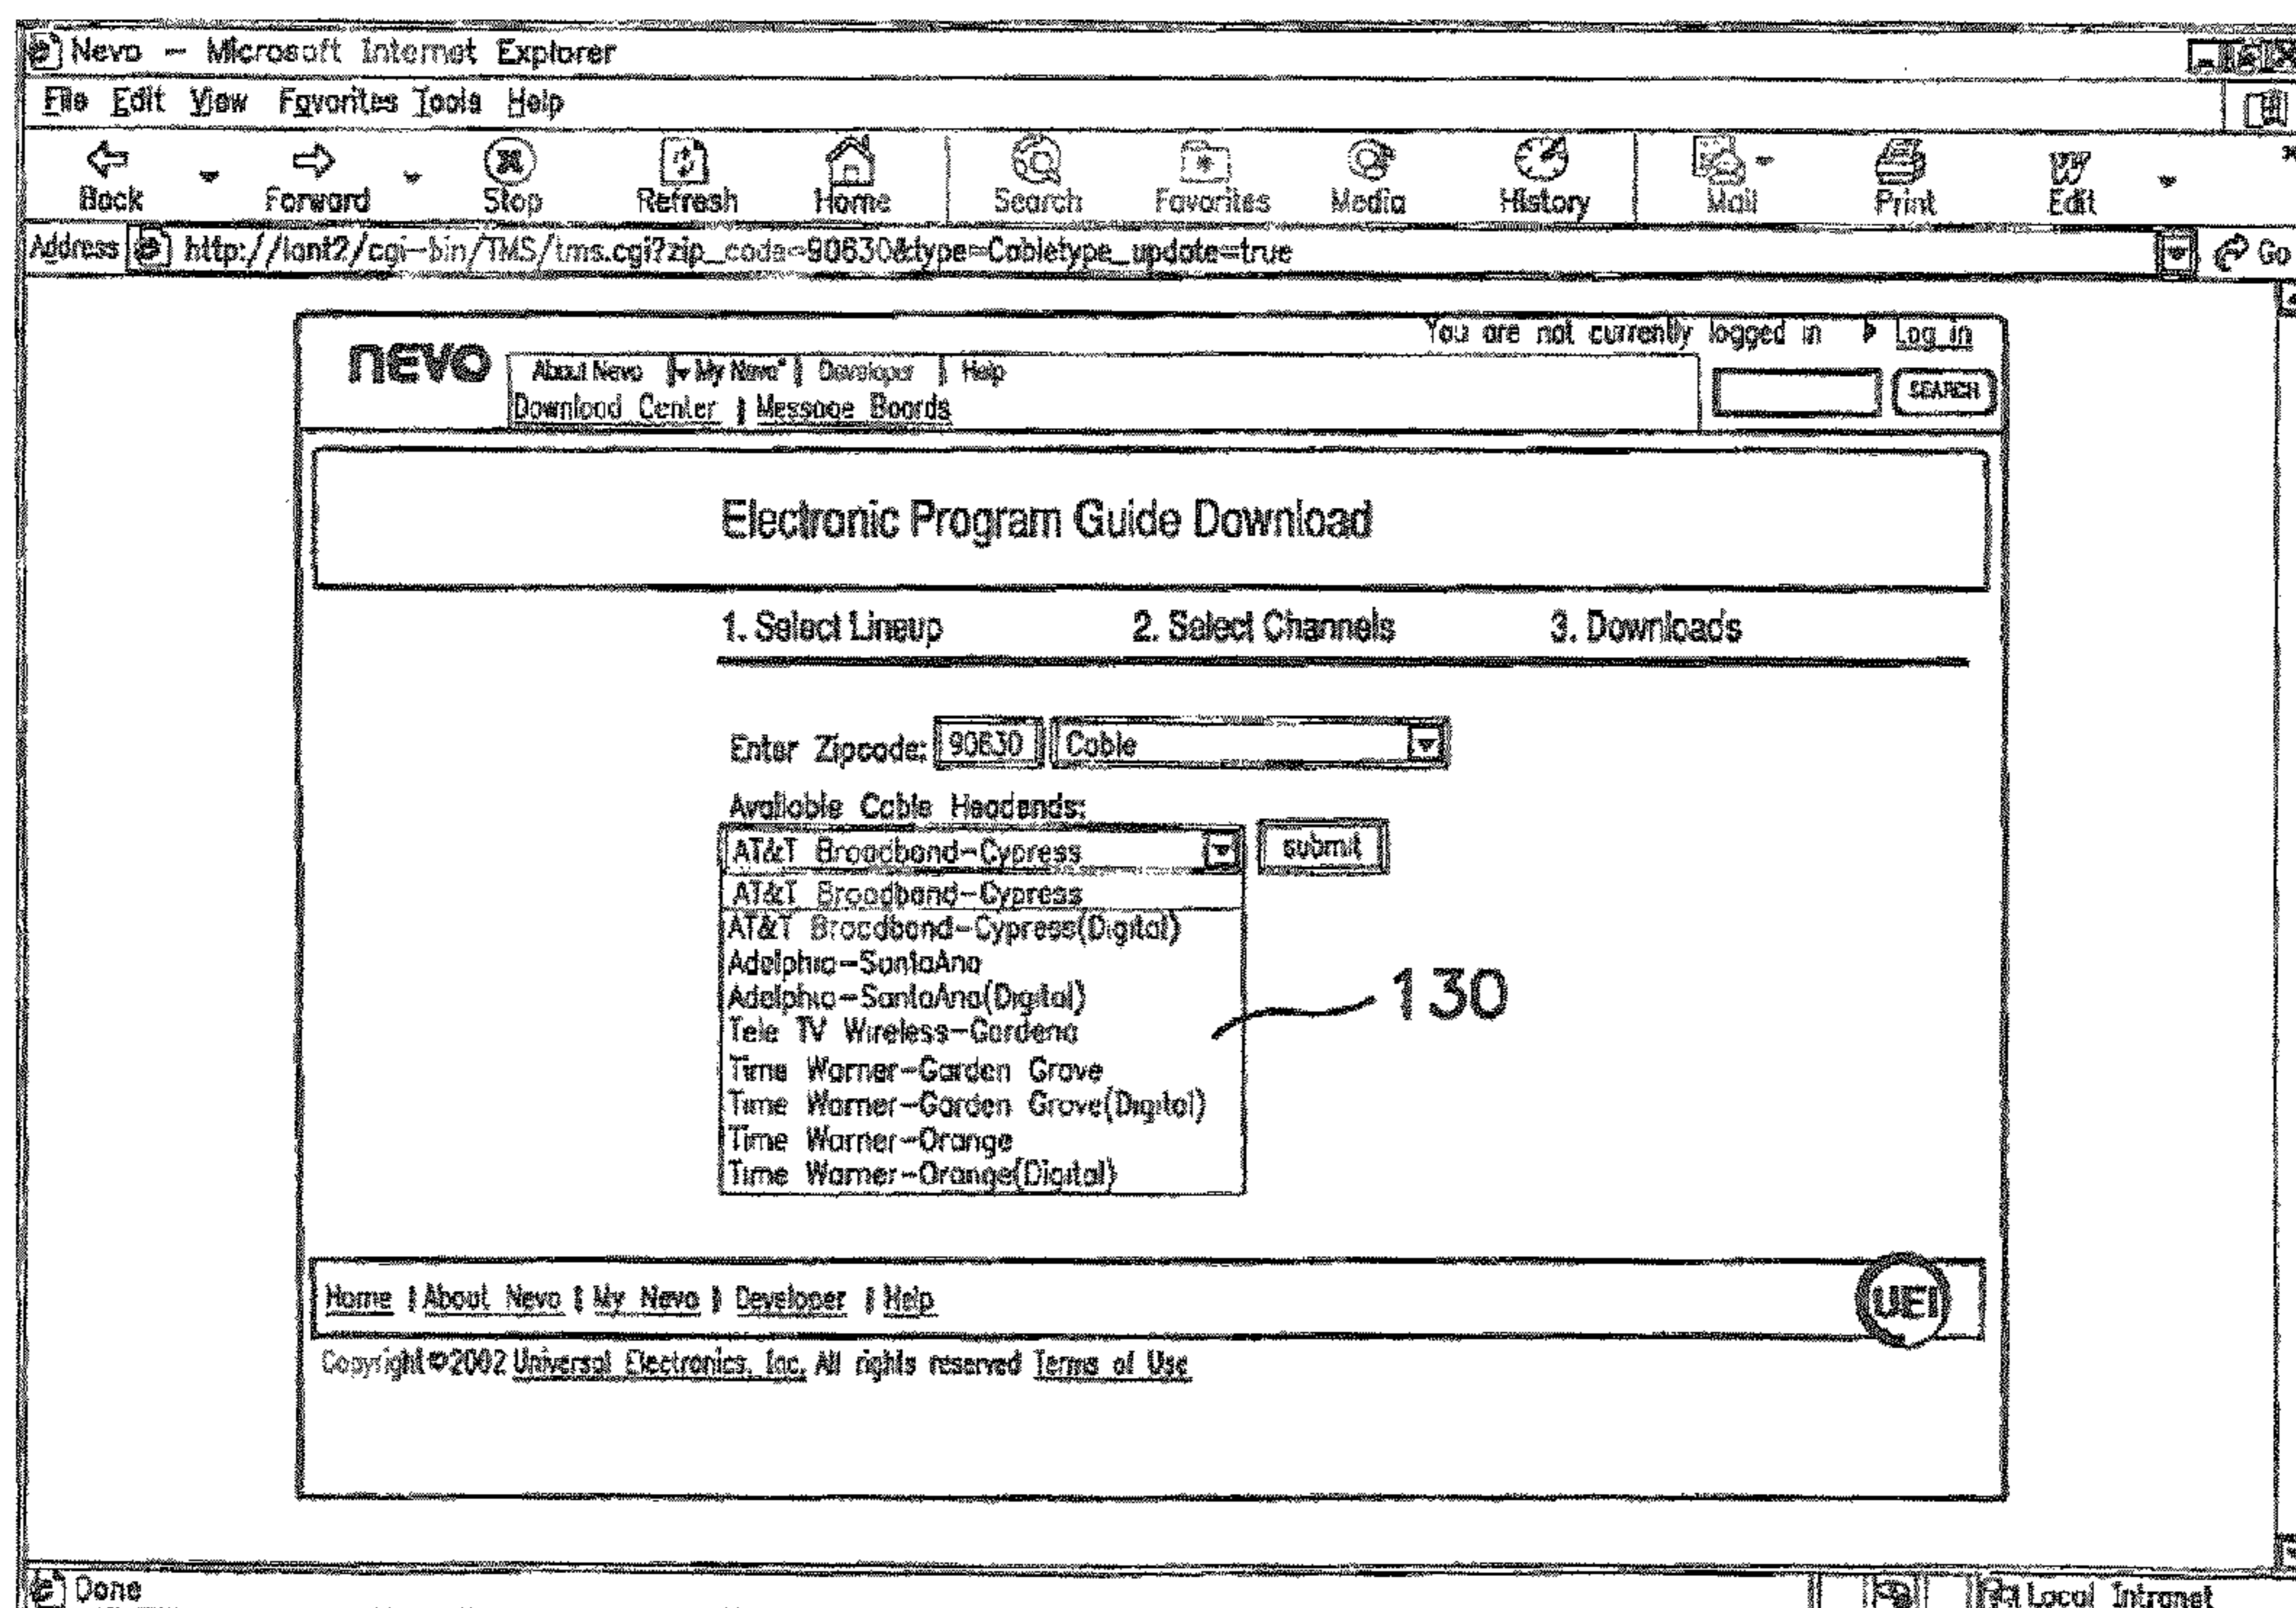 Nevo - Microsoft Internet Explorer
File Edit View Favorites Tools Help
Back Forward Stop Refresh Home Search Favorites Media History Mail Print Edit
Address http://lant2/cgi-bin/TMS/tms.cgi?zip_code=90630&type=Cabletype_update=true Go
You are not currently logged in Log in
nevo About Nevo | My Nevo | Developer | Help SEARCH
Download Center | Message Boards
Electronic Program Guide Download
1. Select Lineup 2. Select Channels 3. Downloads
Enter Zipcode: 90630 Cable
Available Cable Headends:
AT&T Broadband-Cypress submit
AT&T Broadband-Cypress
AT&T Broadband-Cypress(Digital)
Adelphia-SantaAna
Adelphia-SantaAna(Digital)
130
Tele TV Wireless-Gardena
Time Warner-Garden Grove
Time Warner-Garden Grove(Digital)
Time Warner-Orange
Time Warner-Orange(Digital)
Home | About Nevo | My Nevo | Developer | Help UEI
Copyright©2002 Universal Electronics, Inc. All rights reserved Terms of Use
Done Local Intranet